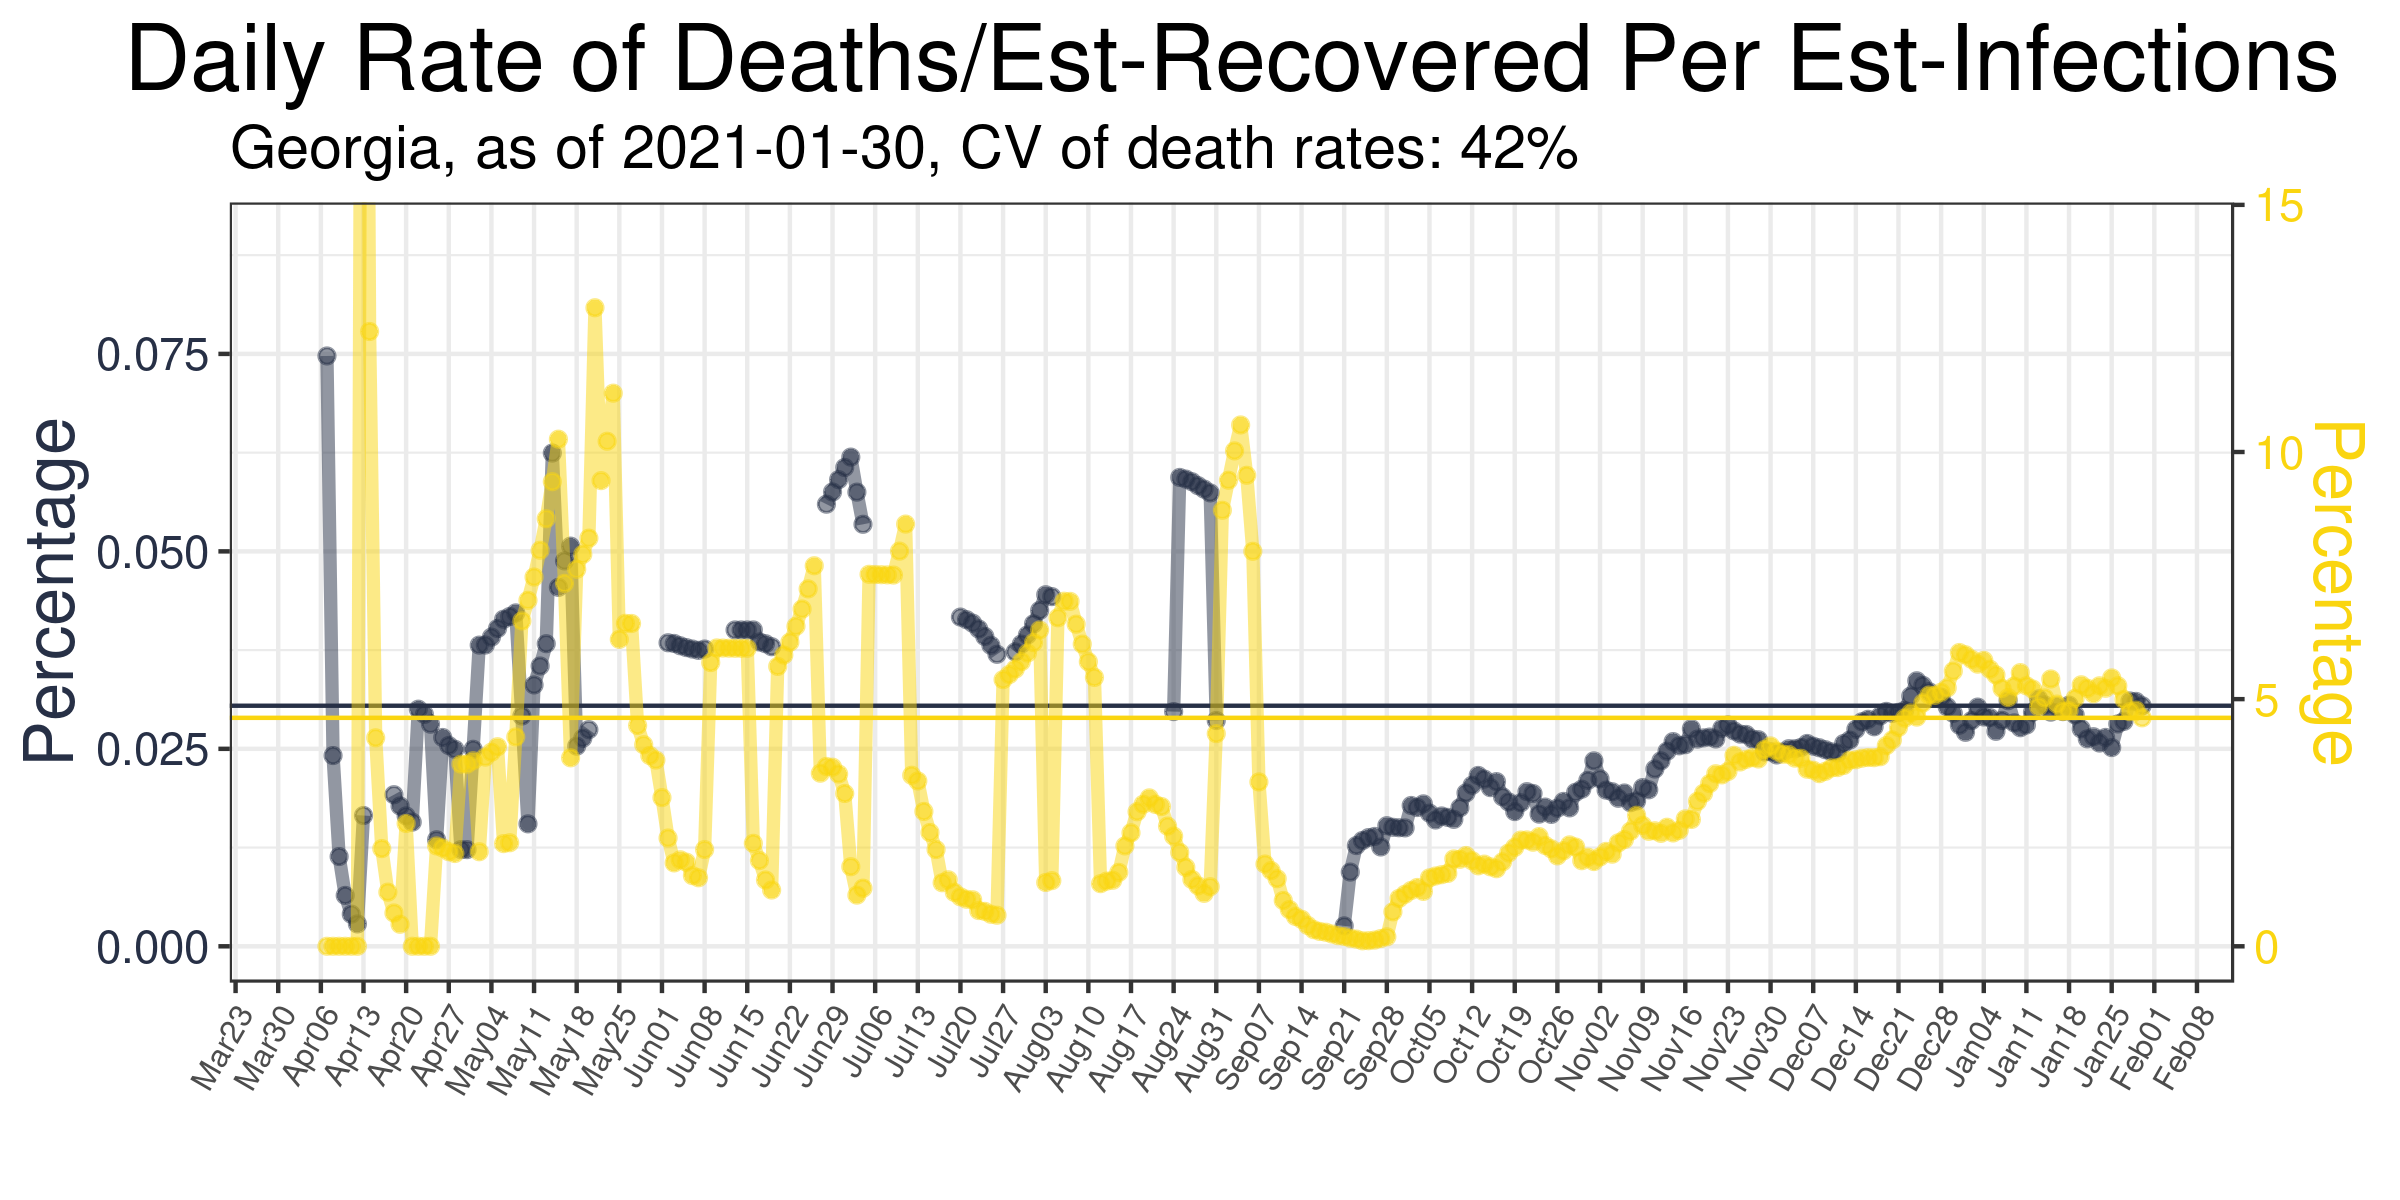 Daily Rate of Deaths/Est-Recovered Per Est-Infections
Georgia, as of 2021-01-30, CV of death rates: 42%
Percentage
0.075
0.050
0.025
0.000
15
10
5
0
Percentage
Mar23
Mar30
Apr06
Apr13
Apr20
Apr27
May04
May11
May18
May25
Jun01
Jun08
Jun15
Jun22
Jun29
Jul06
Jul13
Jul20
Jul27
Aug03
Aug10
Aug17
Aug24
Aug31
Sep07
Sep14
Sep21
Sep28
Oct05
Oct12
Oct19
Oct26
Nov02
Nov09
Nov16
Nov23
Nov30
Dec07
Dec14
Dec21
Dec28
Jan04
Jan11
Jan18
Jan25
Feb01
Feb08